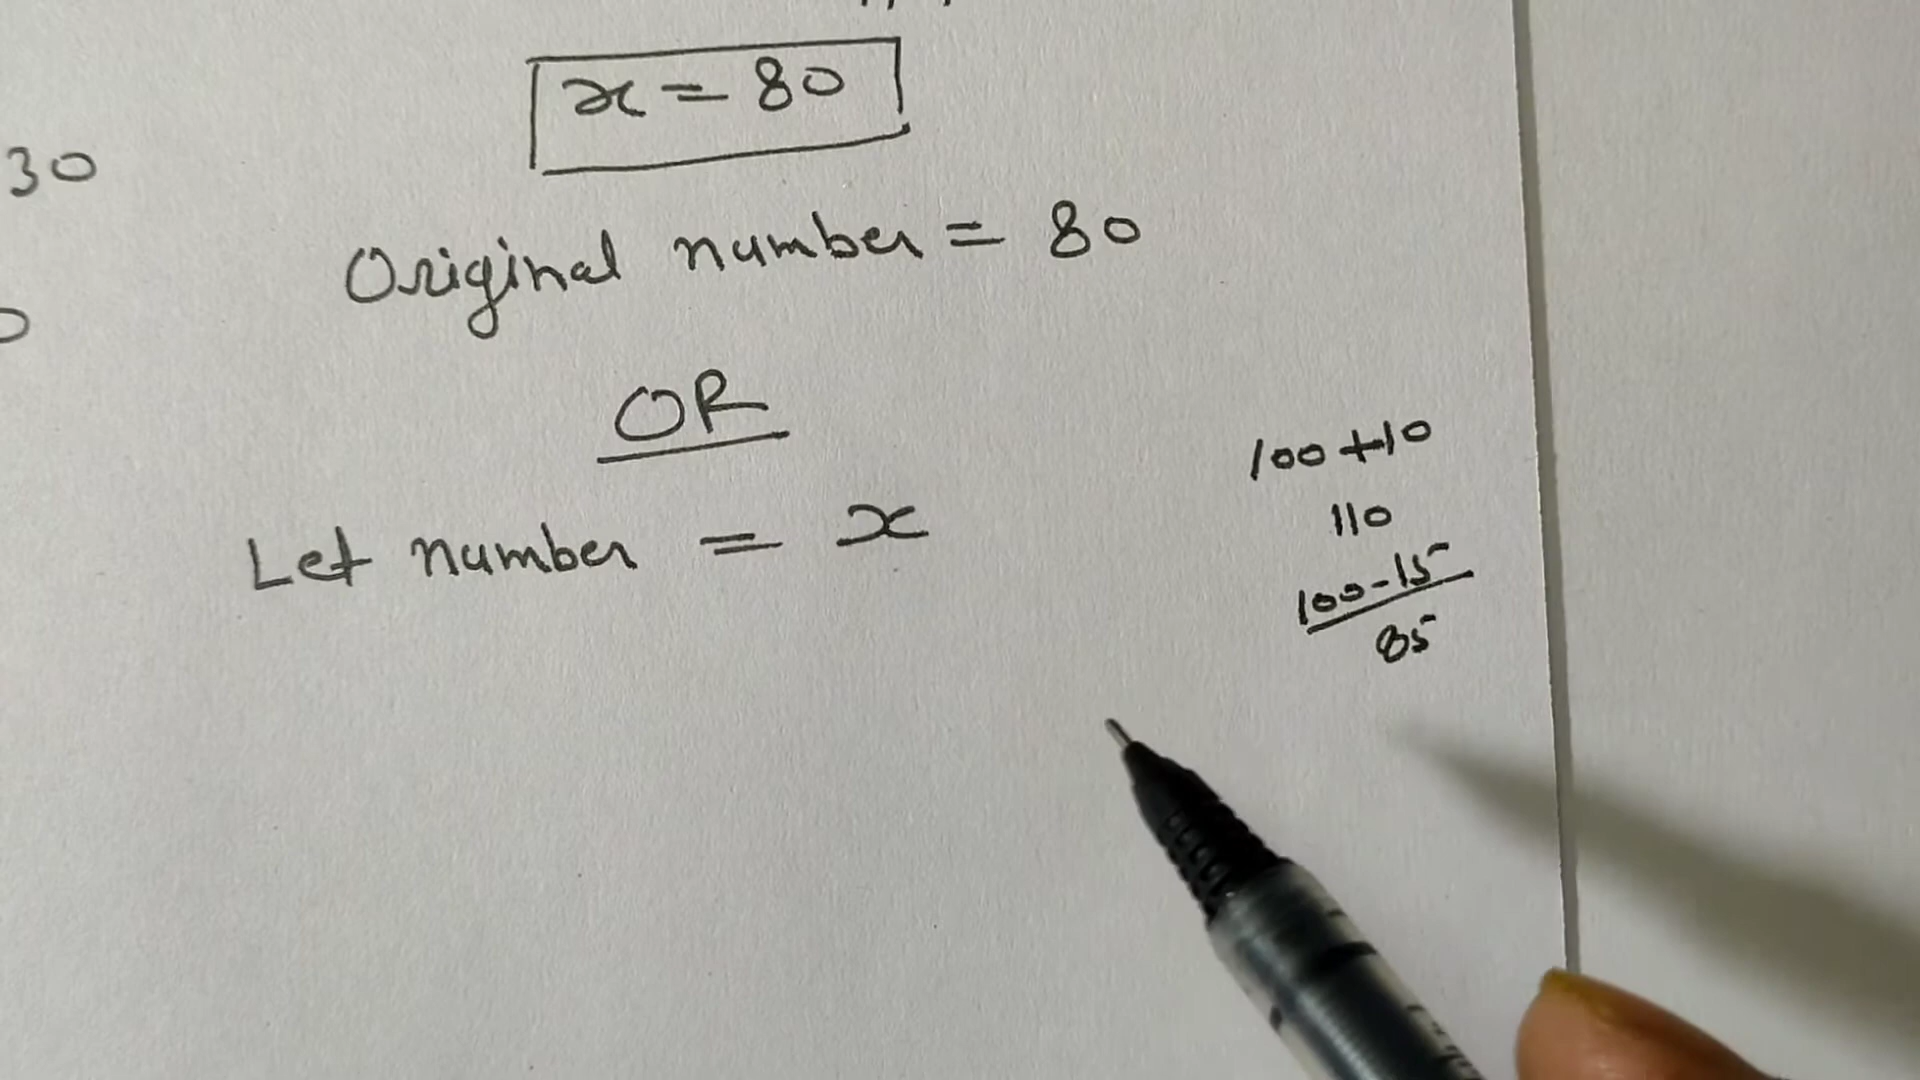 x = 80
30
Original number = 80
OR
Let number = x
100 + 10
110
100 - 15
85